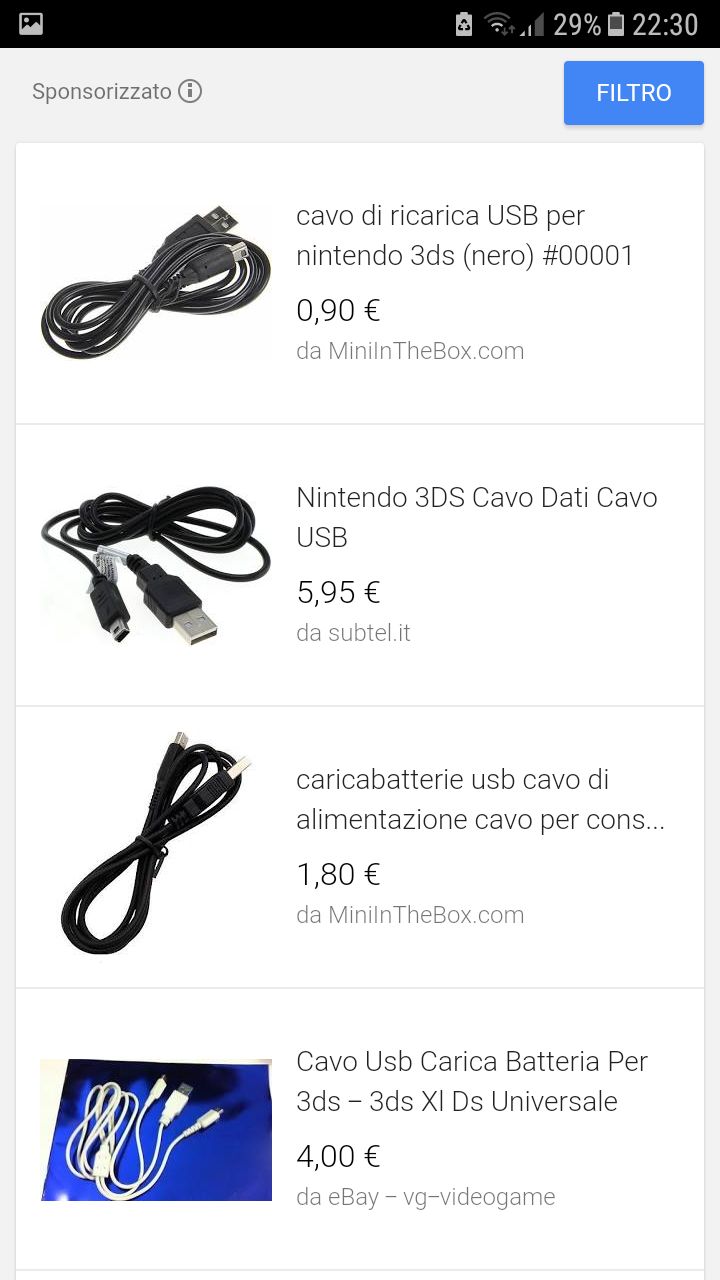 29% 22:30
Sponsorizzato
FILTRO
cavo di ricarica USB per
nintendo 3ds (nero) #00001
0,90 €
da MiniInTheBox.com
Nintendo 3DS Cavo Dati Cavo
USB
5,95 €
da subtel.it
caricabatterie usb cavo di
alimentazione cavo per cons...
1,80 €
da MiniInTheBox.com
Cavo Usb Carica Batteria Per
3ds – 3ds Xl Ds Universale
4,00 €
da eBay – vg-videogame